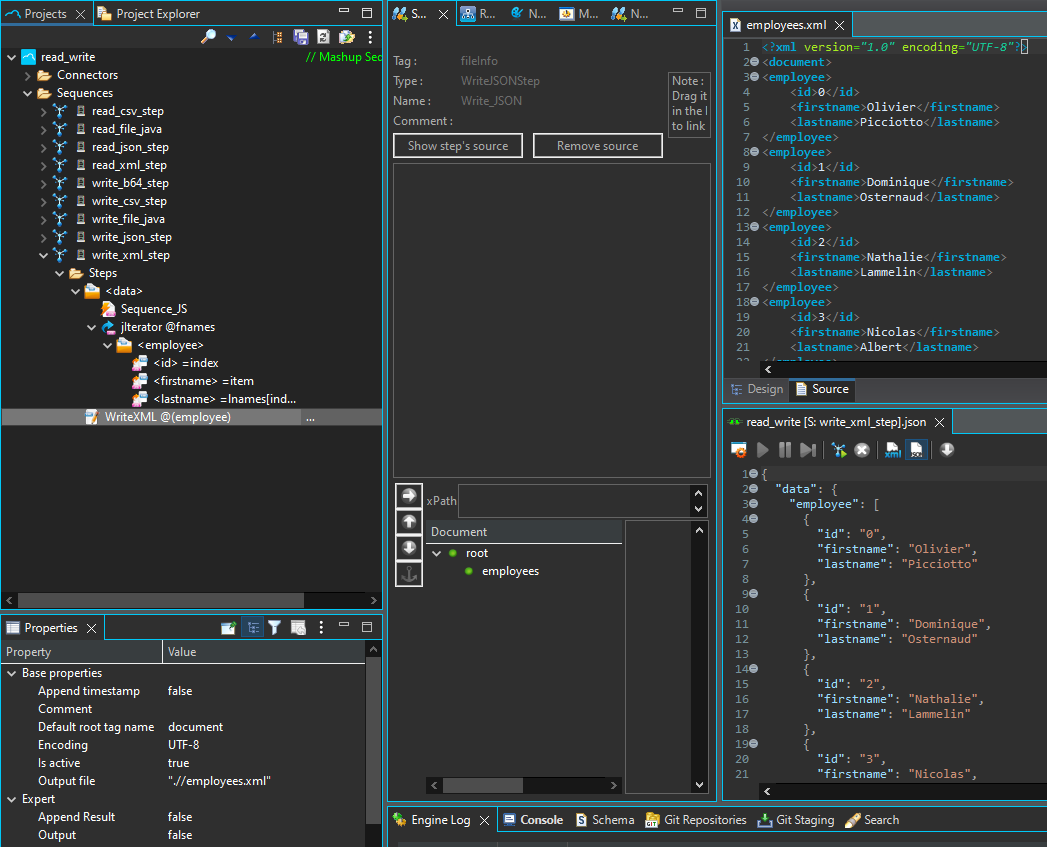 Projects
Project Explorer
read_write
// Mashup Sec
Connectors
Sequences
read_csv_step
read_file_java
read_json_step
read_xml_step
write_b64_step
write_csv_step
write_file_java
write_json_step
write_xml_step
Steps
<data>
Sequence_JS
jIterator @fnames
<employee>
<id> =index
<firstname> =item
<lastname> =lnames[ind...
WriteXML @(employee)
...
Properties
Property Value
Base properties
Append timestamp false
Comment
Default root tag name document
Encoding UTF-8
Is active true
Output file ".//employees.xml"
Expert
Append Result false
Output false
S...
R...
N...
M...
N...
Tag : fileInfo
Type : WriteJSONStep
Name : Write_JSON
Comment :
Note :
Drag it
in the l
to link
Show step's source
Remove source
xPath
Document
root
employees
employees.xml
1 <?xml version="1.0" encoding="UTF-8"?>
2 <document>
3 <employee>
4 <id>0</id>
5 <firstname>Olivier</firstname>
6 <lastname>Picciotto</lastname>
7 </employee>
8 <employee>
9 <id>1</id>
10 <firstname>Dominique</firstname>
11 <lastname>Osternaud</lastname>
12 </employee>
13 <employee>
14 <id>2</id>
15 <firstname>Nathalie</firstname>
16 <lastname>Lammelin</lastname>
17 </employee>
18 <employee>
19 <id>3</id>
20 <firstname>Nicolas</firstname>
21 <lastname>Albert</lastname>
Design
Source
read_write [S: write_xml_step].json
xml
1 {
2 "data": {
3 "employee": [
4 {
5 "id": "0",
6 "firstname": "Olivier",
7 "lastname": "Picciotto"
8 },
9 {
10 "id": "1",
11 "firstname": "Dominique",
12 "lastname": "Osternaud"
13 },
14 {
15 "id": "2",
16 "firstname": "Nathalie",
17 "lastname": "Lammelin"
18 },
19 {
20 "id": "3",
21 "firstname": "Nicolas",
Engine Log
Console
Schema
Git Repositories
Git Staging
Search